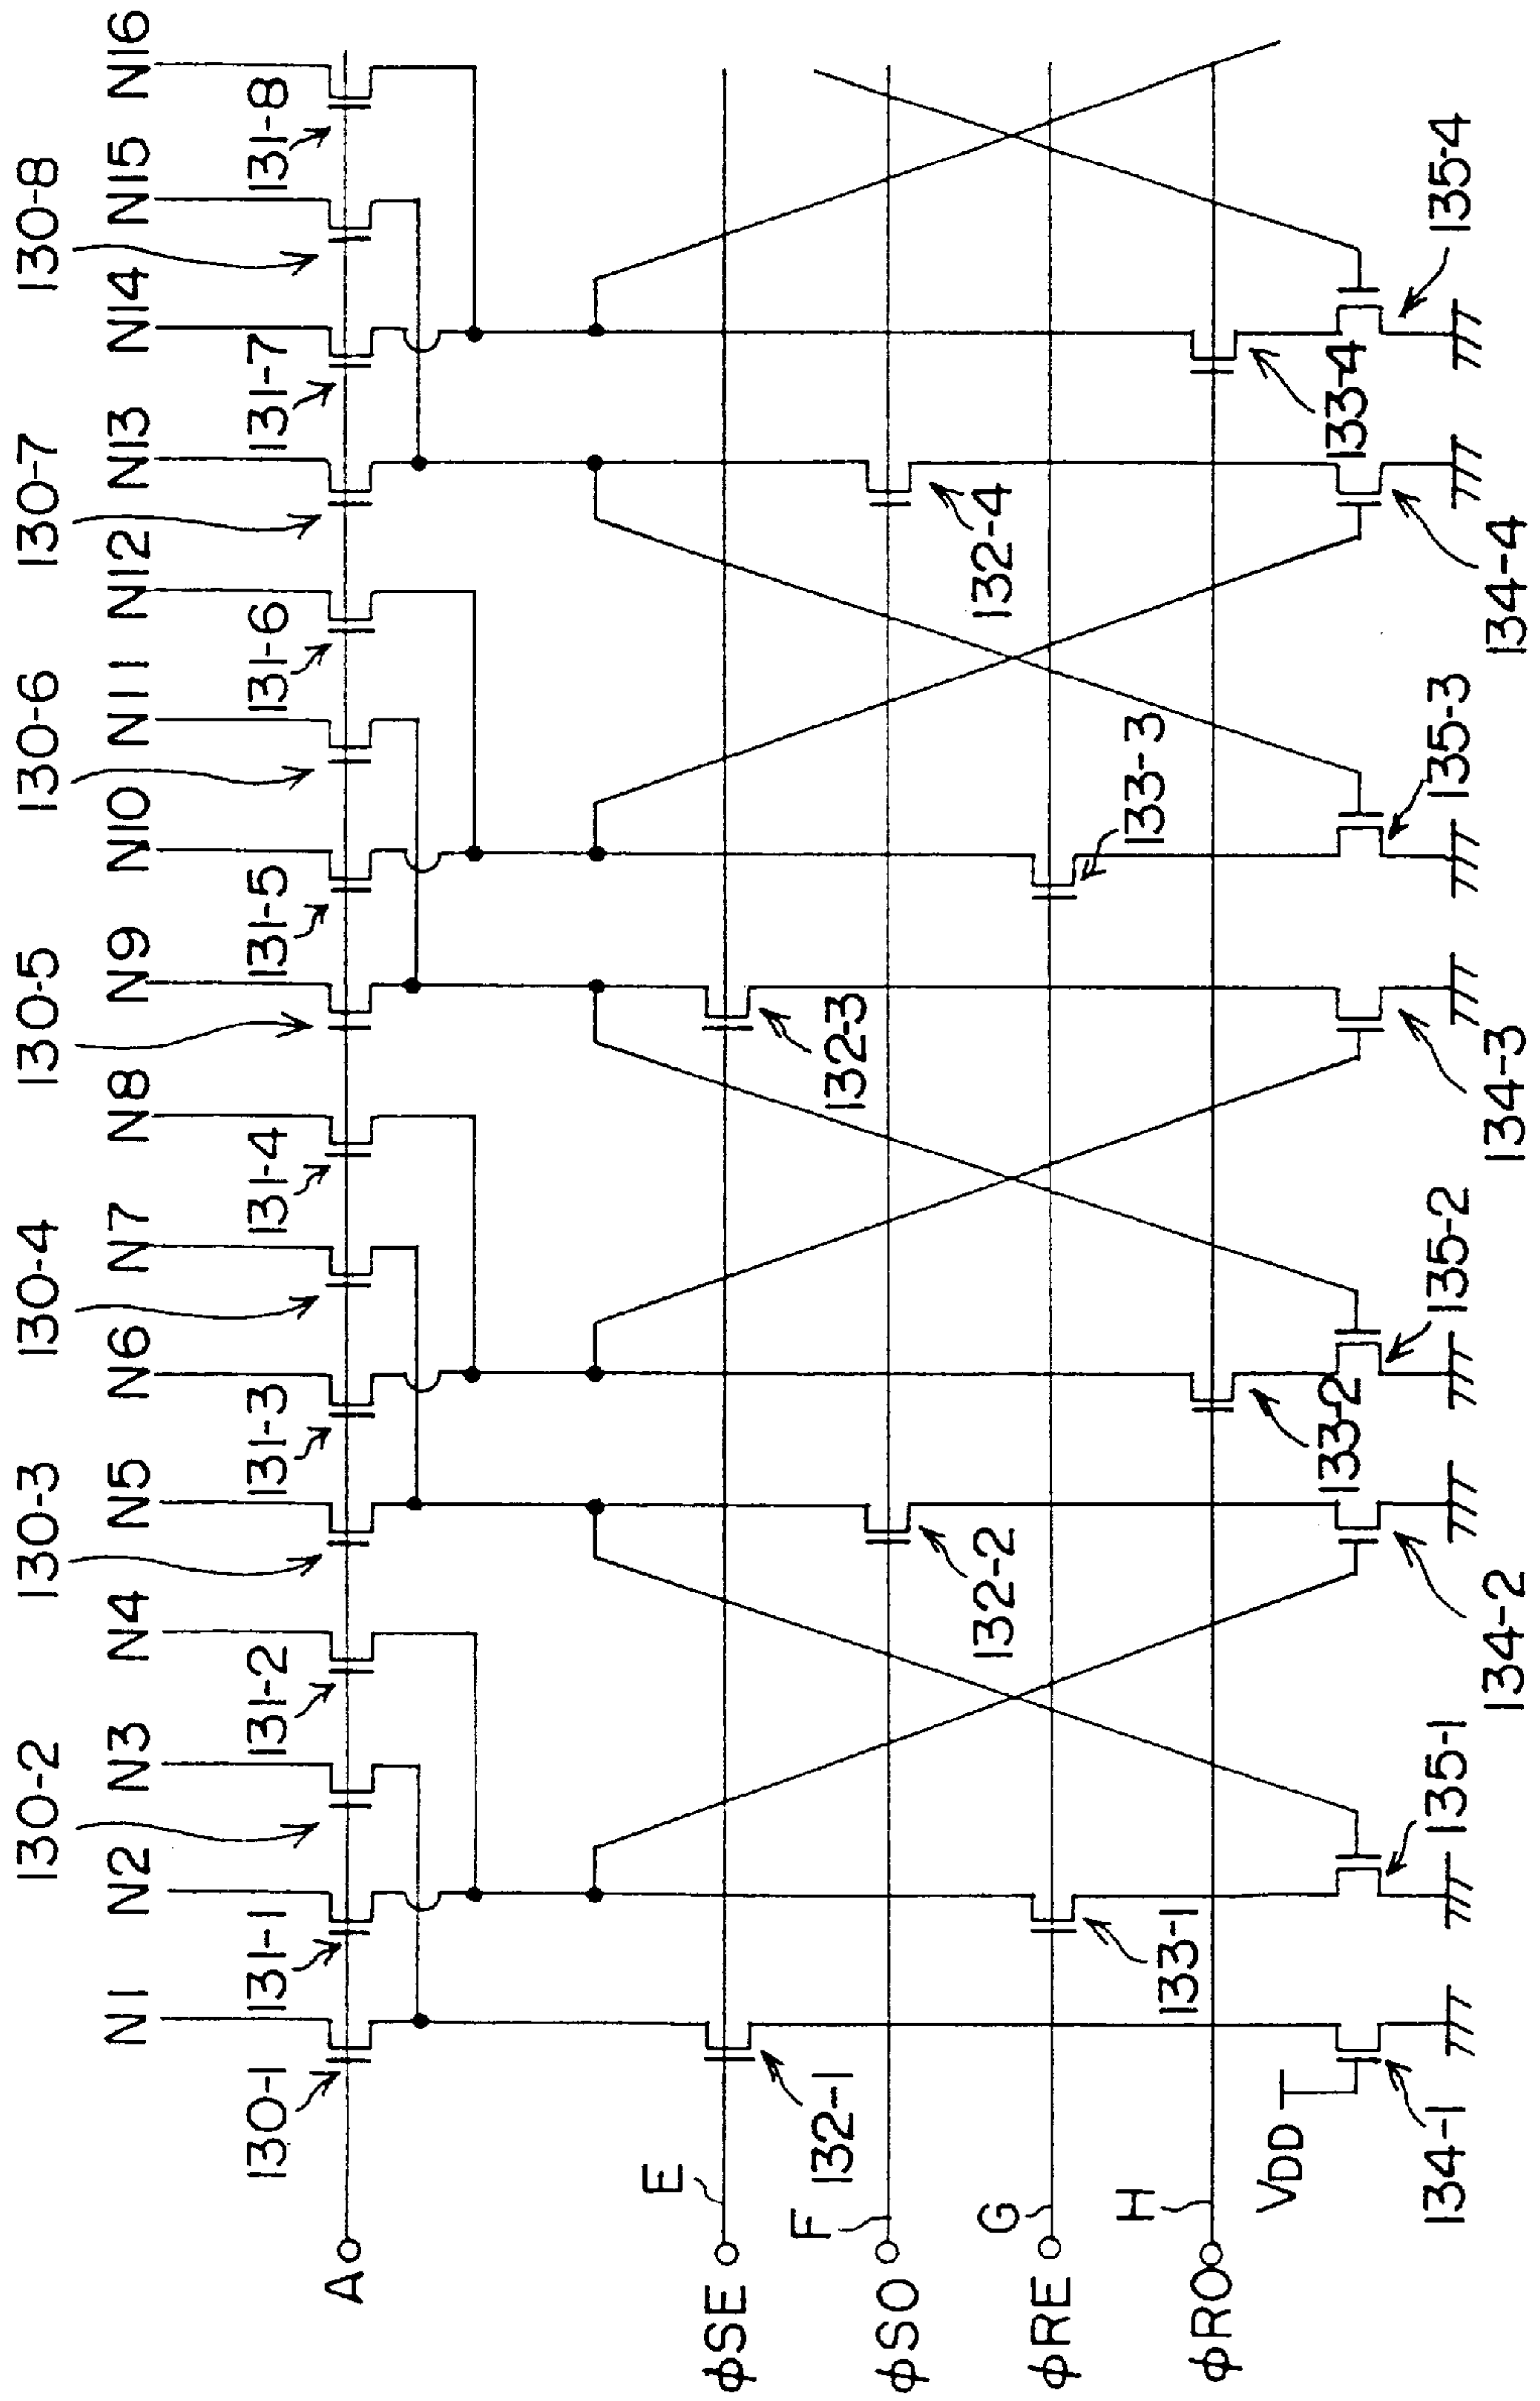 130-2 130-3 130-4 130-5 130-6 130-7 130-8
N1 N2 N3 N4 N5 N6 N7 N8 N9 N10 N11 N12 N13 N14 N15 N16
130-1 131-1 131-2 131-3 131-4 131-5 131-6 131-7 131-8
A
φSE E
132-1 132-3
φSO F
132-2 132-4
φRE G
133-1 133-3
φRO H
133-2 133-4
VDD
134-1 135-1 135-2 135-3 135-4
134-2 134-3 134-4